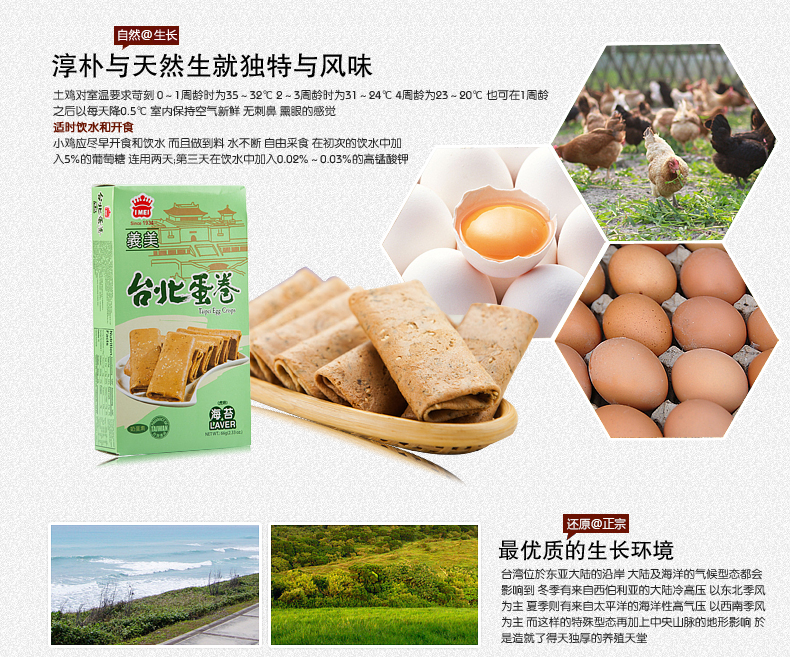 自然@生长
淳朴与天然生就独特与风味
土鸡对室温要求苛刻 0~1周龄时为35~32℃ 2~3周龄时为31~24℃ 4周龄为23~20℃ 也可在1周龄
之后以每天降0.5℃ 室内保持空气新鲜 无刺鼻 熏眼的感觉
适时饮水和开食
小鸡应尽早开食和饮水 而且做到料 水不断 自由采食 在初次的饮水中加
入5%的葡萄糖 连用两天;第三天在饮水中加入0.02%~0.03%的高锰酸钾
I MEI
Since 1934
義美
台北蛋卷
Taipei Egg Crisps
海苔
LAVER
TAIWAN
还原@正宗
最优质的生长环境
台湾位於东亚大陆的沿岸 大陆及海洋的气候型态都会
影响到 冬季有来自西伯利亚的大陆冷高压 以东北季风
为主 夏季则有来自太平洋的海洋性高气压 以西南季风
为主 而这样的特殊型态再加上中央山脉的地形影响 於
是造就了得天独厚的养殖天堂